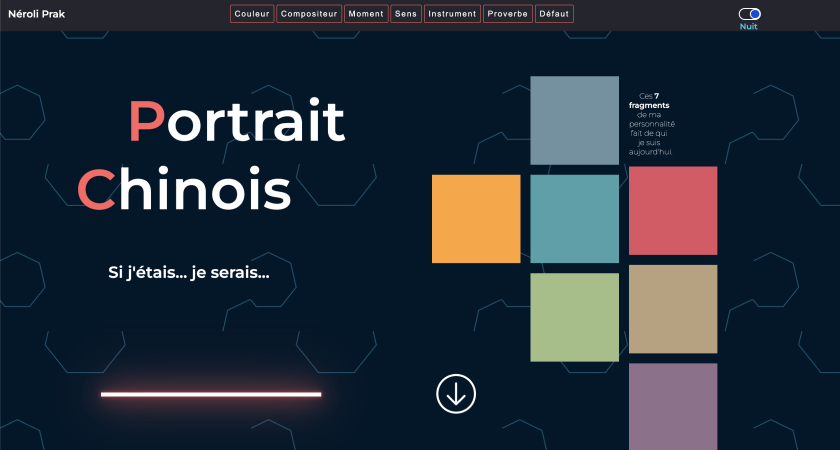 Néroli Prak
Couleur
Compositeur
Moment
Sens
Instrument
Proverbe
Défaut
Nuit
Portrait
Chinois
Si j'étais... je serais...
Ces 7
fragments
de ma
personnalité
fait de qui
je suis
aujourd'hui